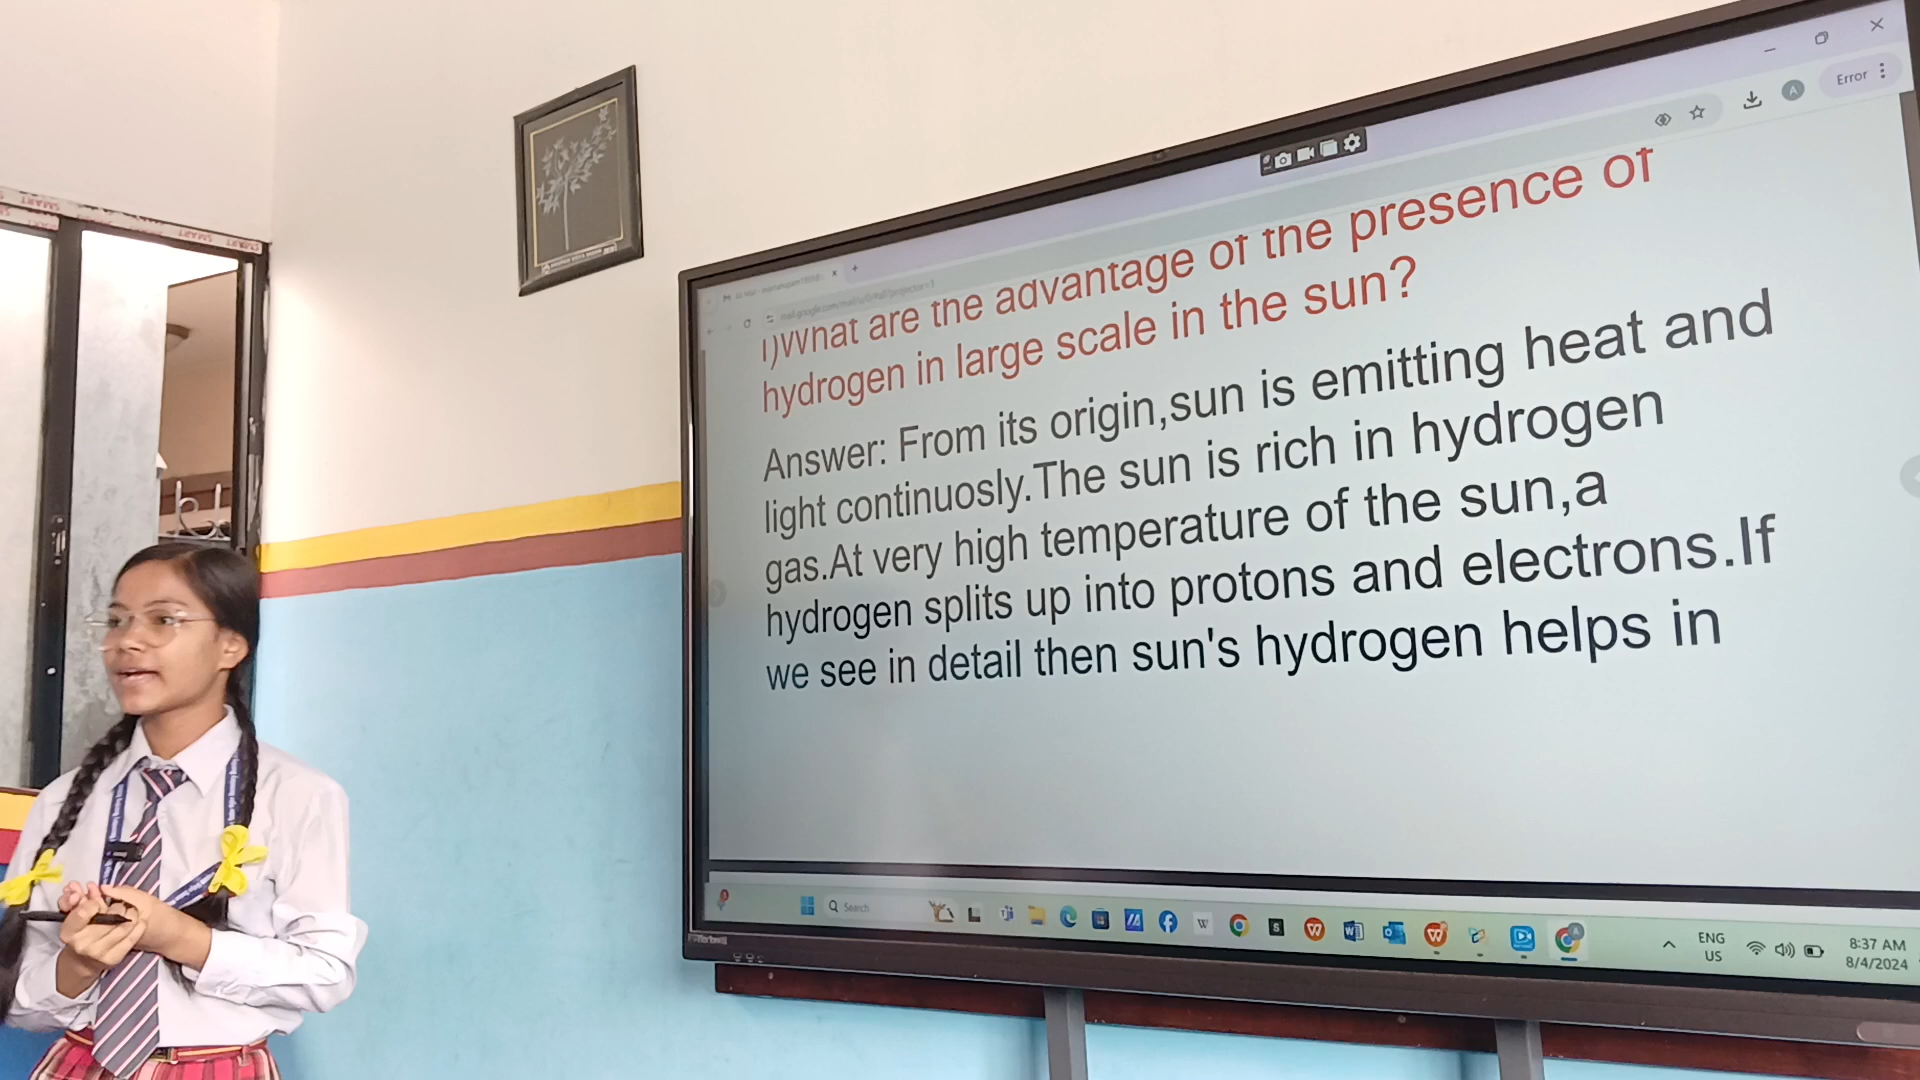 Error
A
I)What are the advantage of the presence of
hydrogen in large scale in the sun?
Answer: From its origin,sun is emitting heat and
light continuosly.The sun is rich in hydrogen
gas.At very high temperature of the sun,a
hydrogen splits up into protons and electrons.If
we see in detail then sun's hydrogen helps in
Search
ENG
US
8:37 AM
8/4/2024